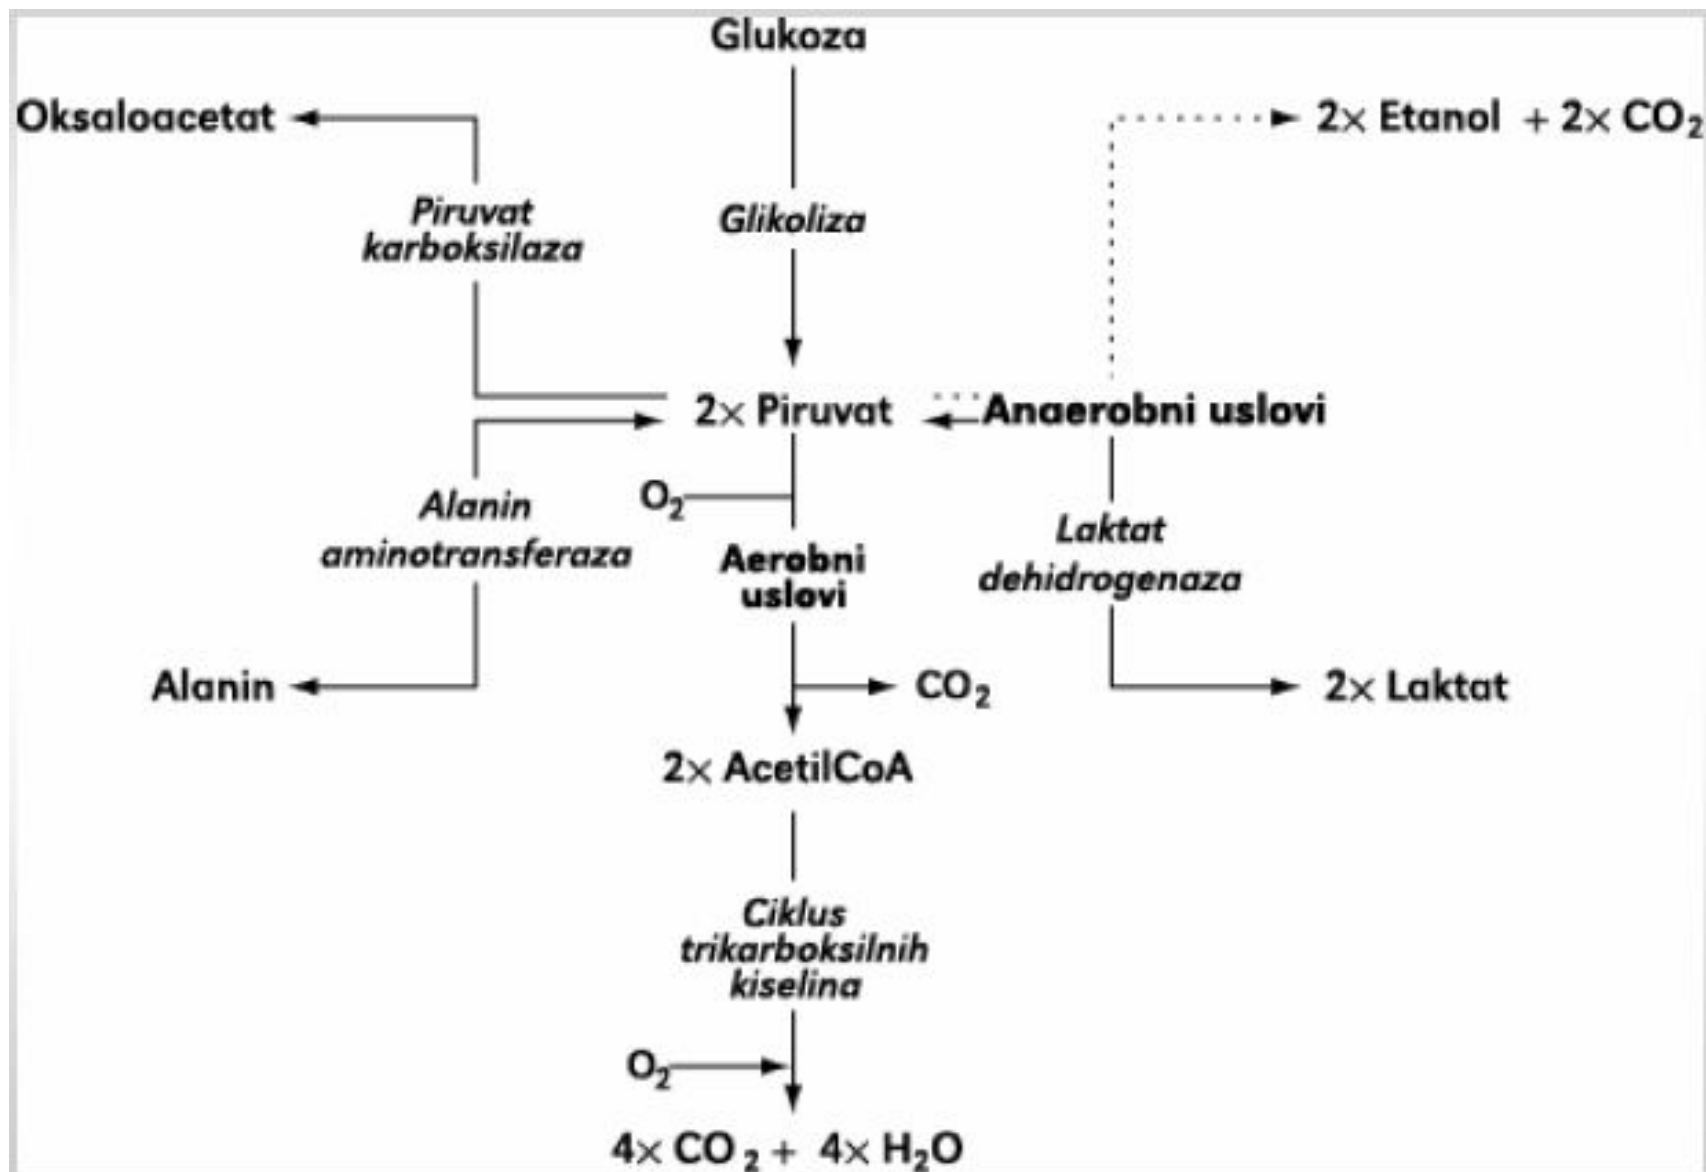 Glukoza
Oksaloacetat
2× Etanol + 2× CO₂
Piruvat
karboksilaza
Glikoliza
2× Piruvat
Anaerobni uslovi
O₂
Alanin
aminotransferaza
Aerobni
uslovi
Laktat
dehidrogenaza
Alanin
CO₂
2× Laktat
2× AcetilCoA
Ciklus
trikarboksilnih
kiselina
O₂
4× CO₂ + 4× H₂O